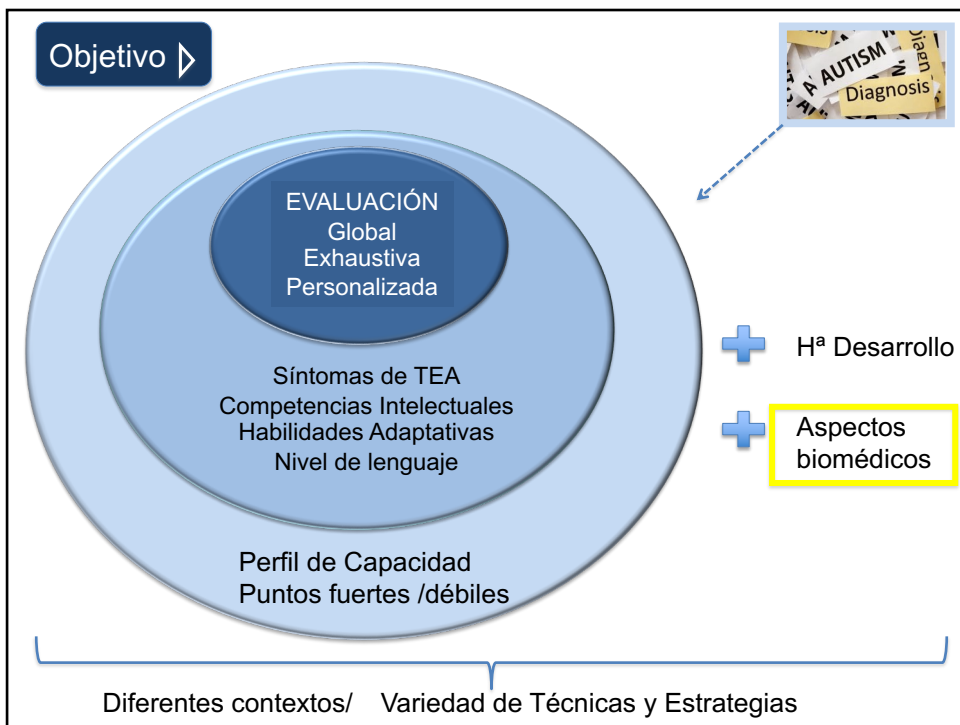 Objetivo
AUTISM
Diagnosis
EVALUACIÓN
Global
Exhaustiva
Personalizada
Síntomas de TEA
Competencias Intelectuales
Habilidades Adaptativas
Nivel de lenguaje
Perfil de Capacidad
Puntos fuertes /débiles
Hª Desarrollo
Aspectos
biomédicos
Diferentes contextos/ Variedad de Técnicas y Estrategias